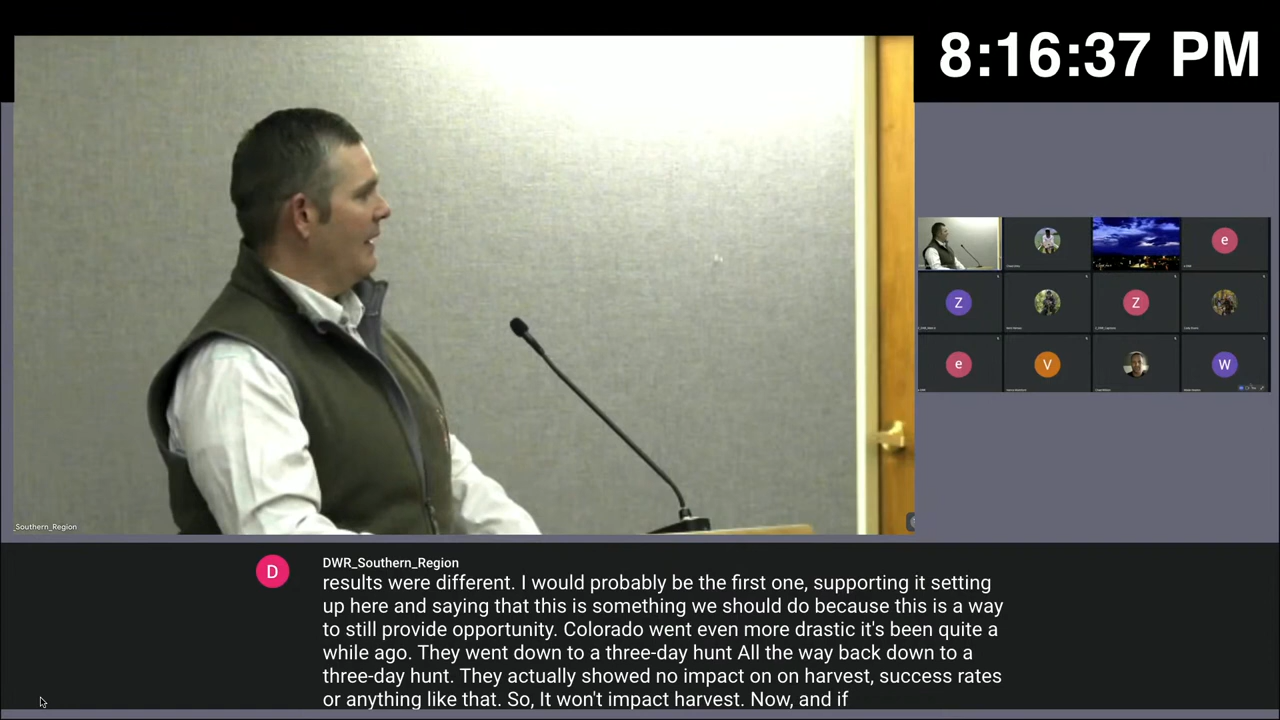 8:16:37 PM
e
Z
Z
e
V
W
_Southern_Region
D
DWR_Southern_Region
results were different. I would probably be the first one, supporting it setting
up here and saying that this is something we should do because this is a way
to still provide opportunity. Colorado went even more drastic it's been quite a
while ago. They went down to a three-day hunt All the way back down to a
three-day hunt. They actually showed no impact on on harvest, success rates
or anything like that. So, It won't impact harvest. Now, and if